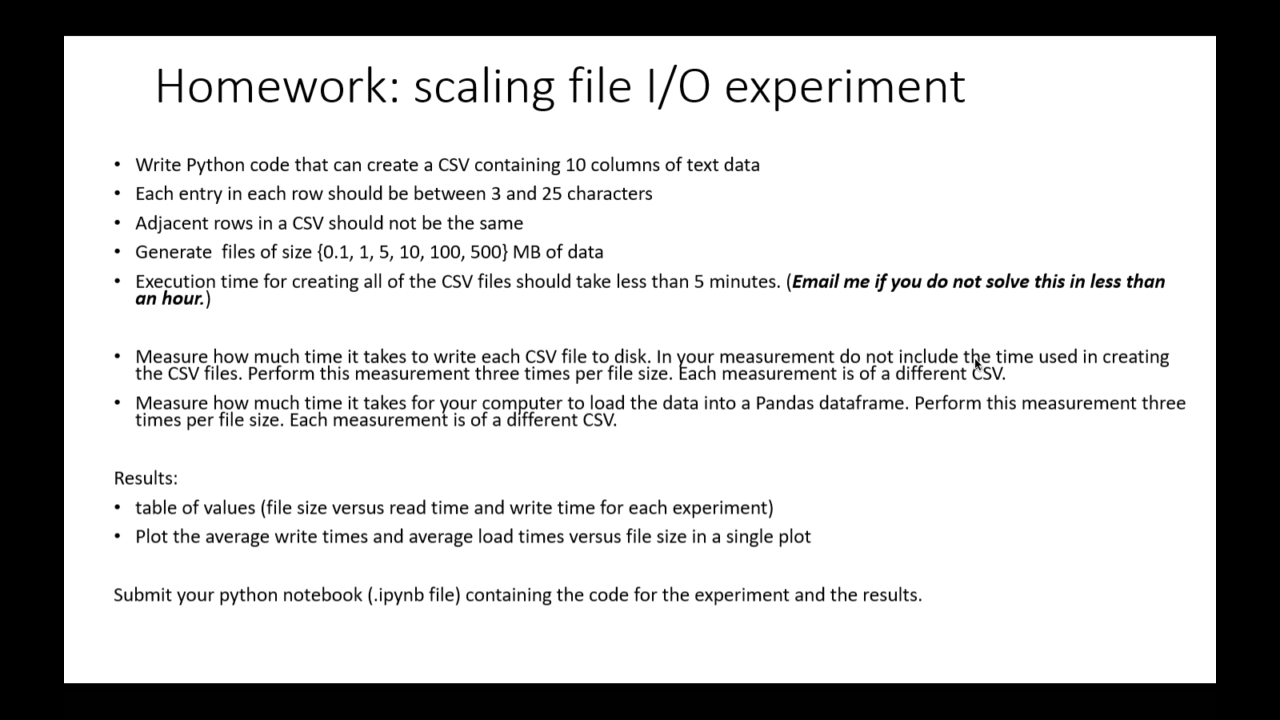 Homework: scaling file I/O experiment
• Write Python code that can create a CSV containing 10 columns of text data
• Each entry in each row should be between 3 and 25 characters
• Adjacent rows in a CSV should not be the same
• Generate  files of size {0.1, 1, 5, 10, 100, 500} MB of data
• Execution time for creating all of the CSV files should take less than 5 minutes. (Email me if you do not solve this in less than
an hour.)
• Measure how much time it takes to write each CSV file to disk. In your measurement do not include the time used in creating
the CSV files. Perform this measurement three times per file size. Each measurement is of a different CSV.
• Measure how much time it takes for your computer to load the data into a Pandas dataframe. Perform this measurement three
times per file size. Each measurement is of a different CSV.
Results:
• table of values (file size versus read time and write time for each experiment)
• Plot the average write times and average load times versus file size in a single plot
Submit your python notebook (.ipynb file) containing the code for the experiment and the results.